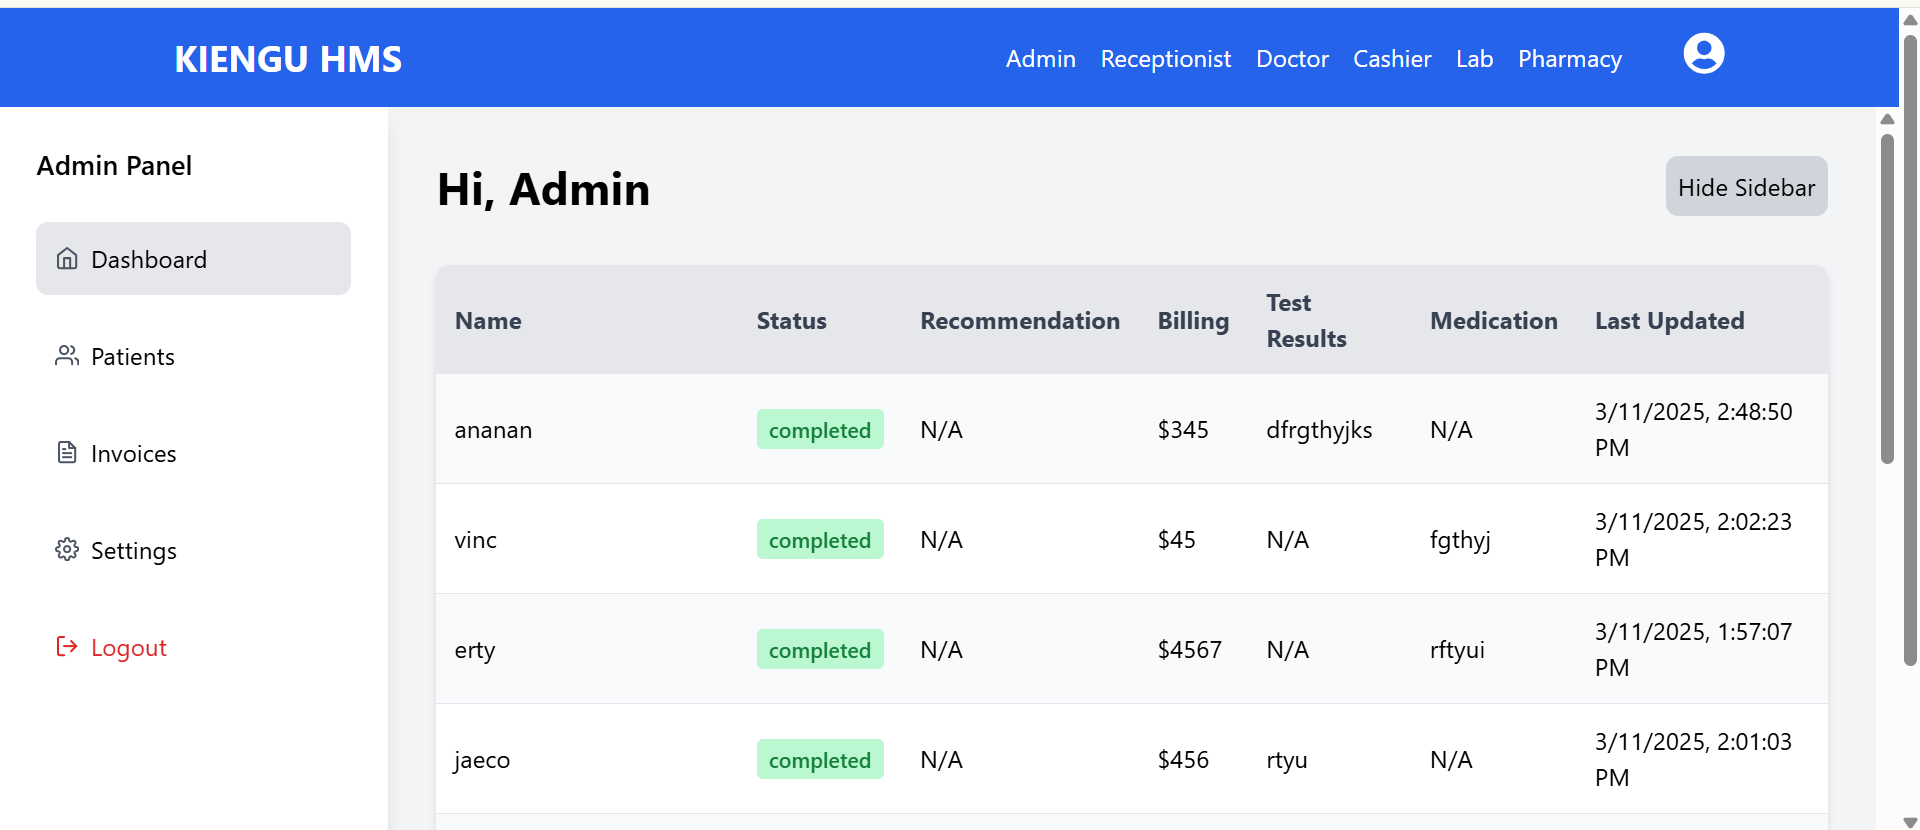 KIENGU HMS
Admin Receptionist Doctor Cashier Lab Pharmacy
Admin Panel
Dashboard
Patients
Invoices
Settings
Logout
Hi, Admin
Hide Sidebar
Name Status Recommendation Billing Test Results Medication Last Updated
ananan completed N/A $345 dfrgthyjks N/A 3/11/2025, 2:48:50 PM
vinc completed N/A $45 N/A fgthyj 3/11/2025, 2:02:23 PM
erty completed N/A $4567 N/A rftyui 3/11/2025, 1:57:07 PM
jaeco completed N/A $456 rtyu N/A 3/11/2025, 2:01:03 PM